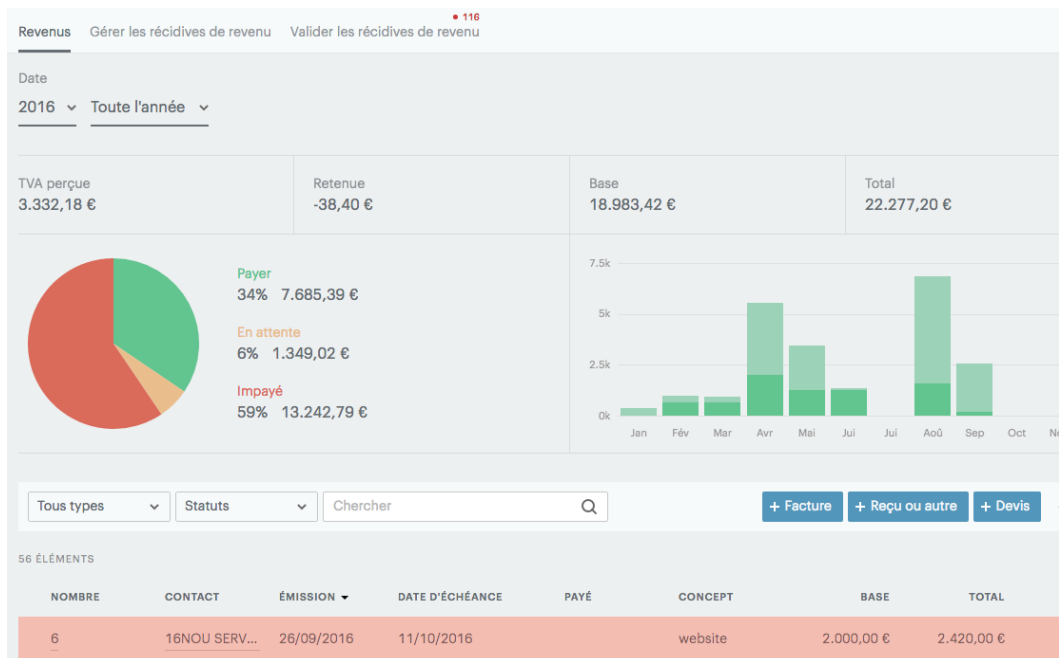 • 116
Revenus Gérer les récidives de revenu Valider les récidives de revenu
Date
2016 Toute l'année
TVA perçue Retenue Base Total
3.332,18 € -38,40 € 18.983,42 € 22.277,20 €
Payer
34% 7.685,39 €
En attente
6% 1.349,02 €
Impayé
59% 13.242,79 €
7.5k
5k
2.5k
0k
Jan Fév Mar Avr Mai Jui Jui Aoû Sep Oct
Tous types Statuts Chercher + Facture + Reçu ou autre + Devis
56 ÉLÉMENTS
NOMBRE CONTACT ÉMISSION DATE D'ÉCHÉANCE PAYÉ CONCEPT BASE TOTAL
6 16NOU SERV... 26/09/2016 11/10/2016 website 2.000,00 € 2.420,00 €